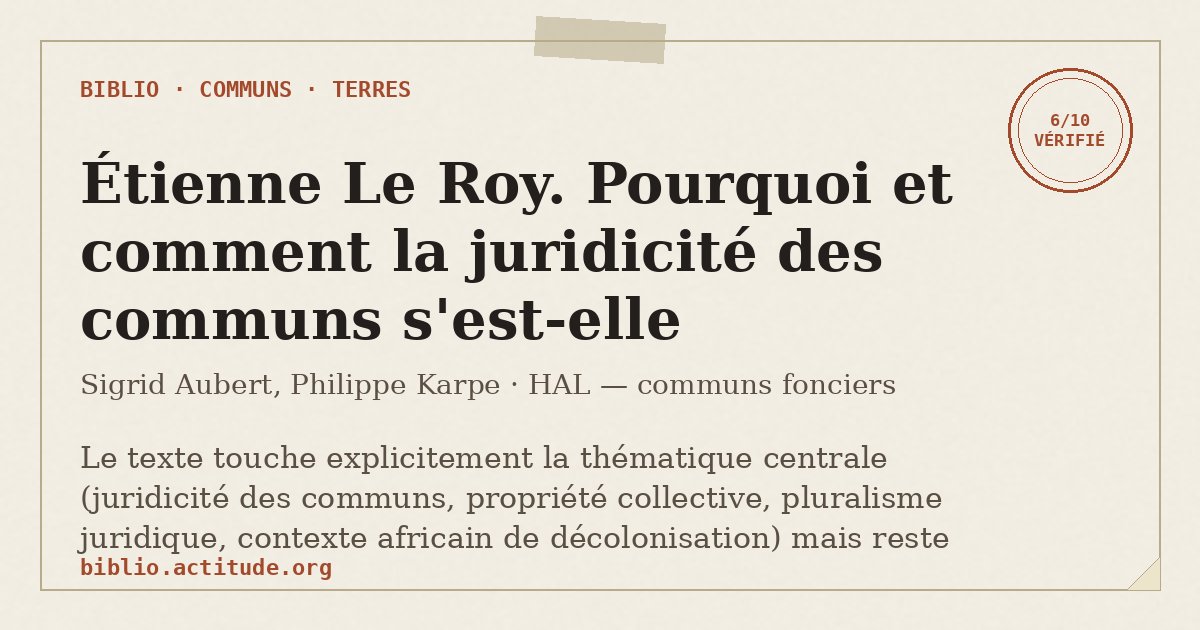 BIBLIO · COMMUNS · TERRES
6/10
VÉRIFIÉ
Étienne Le Roy. Pourquoi et
comment la juridicité des
communs s'est-elle
Sigrid Aubert, Philippe Karpe · HAL — communs fonciers
Le texte touche explicitement la thématique centrale
(juridicité des communs, propriété collective, pluralisme
juridique, contexte africain de décolonisation) mais reste
biblio.actitude.org